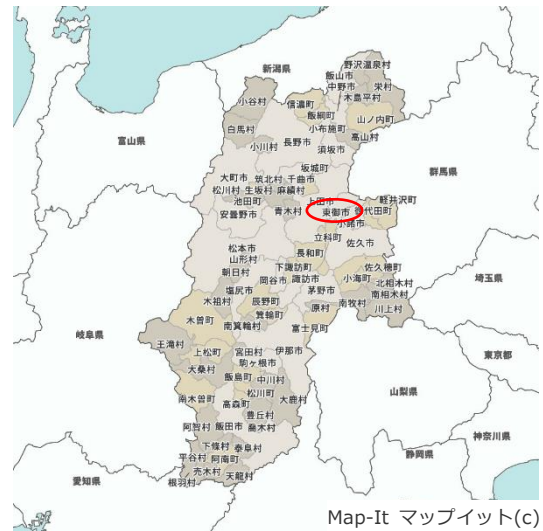 新潟県
野沢温泉村
飯山市
栄村
中野市
木島平村
小谷村
信濃町
飯綱町
山ノ内町
白馬村
小布施町
高山村
富山県
小川村
長野市
須坂市
群馬県
坂城町
大町市
筑北村
千曲市
松川村
生坂村
麻績村
池田町
安曇野市
青木村
上田市
東御市
軽井沢町
代田町
小諸市
立科町
佐久市
松本市
山形村
長和町
朝日村
下諏訪町
佐久穂町
岡谷市
諏訪市
小海町
北相木村
埼玉県
塩尻市
茅野市
南相木村
木祖村
辰野町
原村
南牧村
川上村
木曽町
箕輪町
南箕輪村
富士見町
岐阜県
王滝村
上松町
宮田村
伊那市
東京都
駒ヶ根市
大桑村
飯島町
中川村
南木曽町
松川町
大鹿村
山梨県
高森町
豊丘村
阿智村
飯田市
喬木村
神奈川県
下條村
泰阜村
静岡県
平谷村
阿南町
売木村
天龍村
愛知県
根羽村
Map-It マップイット(c)